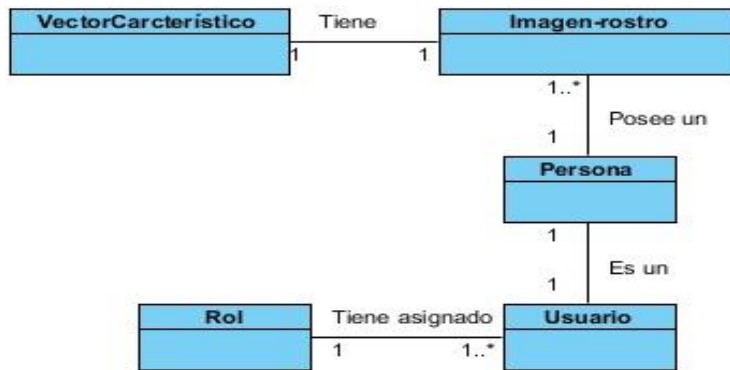 VectorCarcterístico
Tiene
Imagen-rostro
1
1
1..*
Posee un
1
Persona
1
Es un
1
Rol
Tiene asignado
Usuario
1
1..*